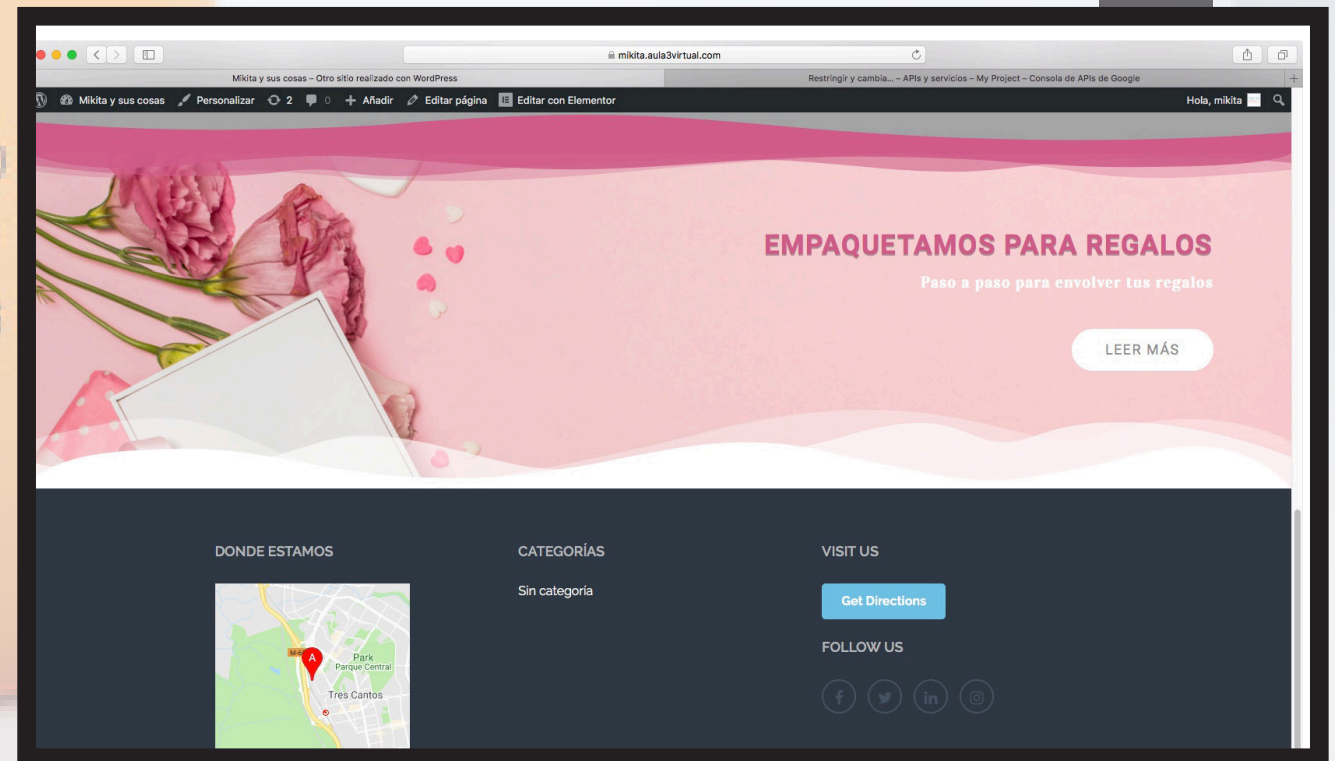 mikita.aula3virtual.com
Mikita y sus cosas – Otro sitio realizado con WordPress
Restringir y cambia... – APIs y servicios – My Project – Consola de APIs de Google
Mikita y sus cosas Personalizar 2 0 + Añadir Editar página Editar con Elementor Hola, mikita
EMPAQUETAMOS PARA REGALOS
Paso a paso para envolver tus regalos
LEER MÁS
DONDE ESTAMOS
CATEGORÍAS
VISIT US
Sin categoría
Get Directions
FOLLOW US
A
Park
Parque Central
Tres Cantos